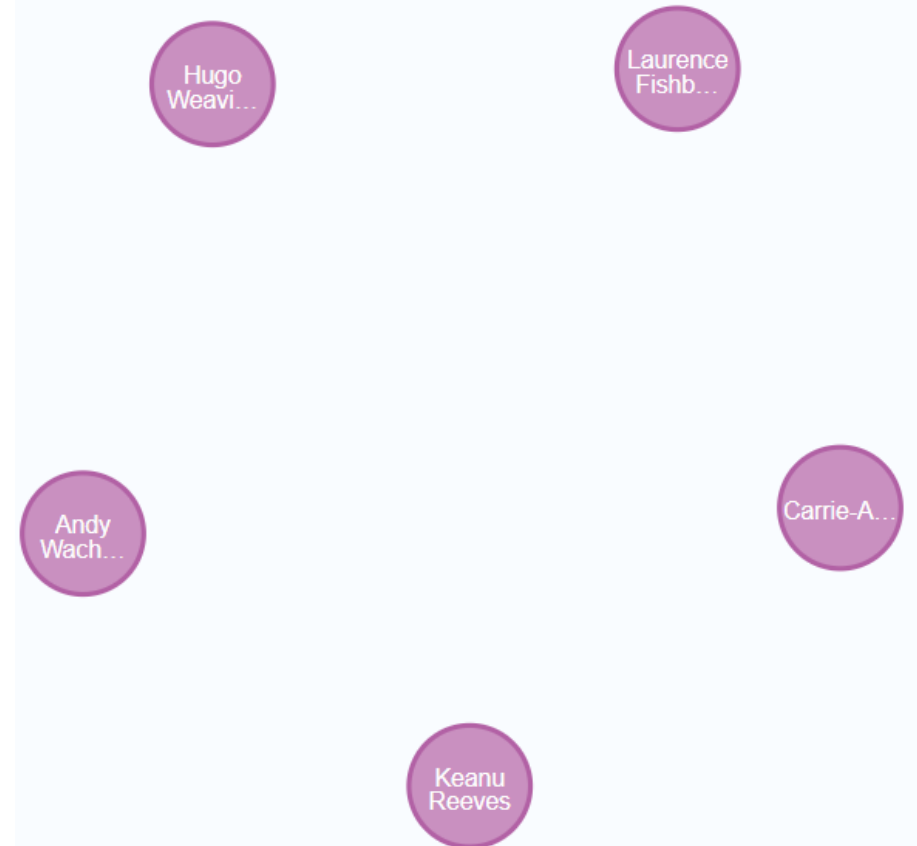 Hugo
Weavi...
Laurence
Fishb...
Andy
Wach...
Carrie-A...
Keanu
Reeves